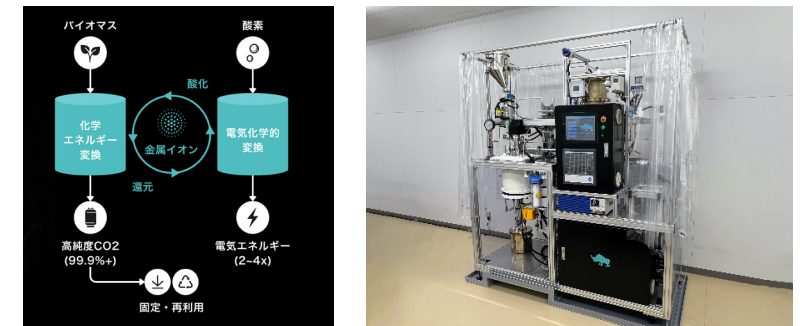 バイオマス
酸素
酸化
化学
エネルギー
変換
金属イオン
電気化学的
変換
還元
高純度CO2
(99.9%+)
電気エネルギー
(2~4x)
固定・再利用